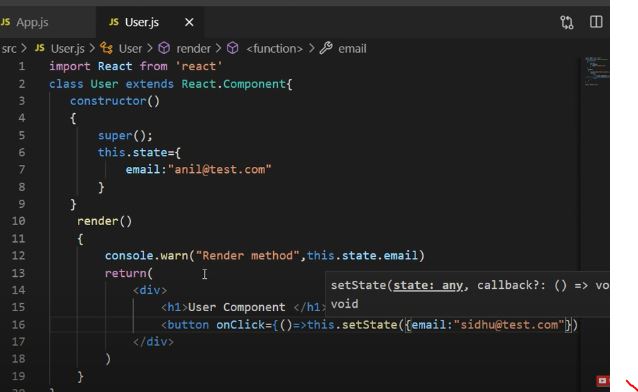 JS App.js
JS User.js ×
src > JS User.js > User > render > <function> > email
1 import React from 'react'
2 class User extends React.Component{
3 constructor()
4 {
5 super();
6 this.state={
7 email:"anil@test.com"
8 }
9 }
10 render()
11 {
12 console.warn("Render method",this.state.email)
13 return(
setState(state: any, callback?: () => vo
14 <div>
void
15 <h1>User Component </h1>
16 <button onClick={()=>this.setState({email:"sidhu@test.com"})
17 </div>
18 )
19 }